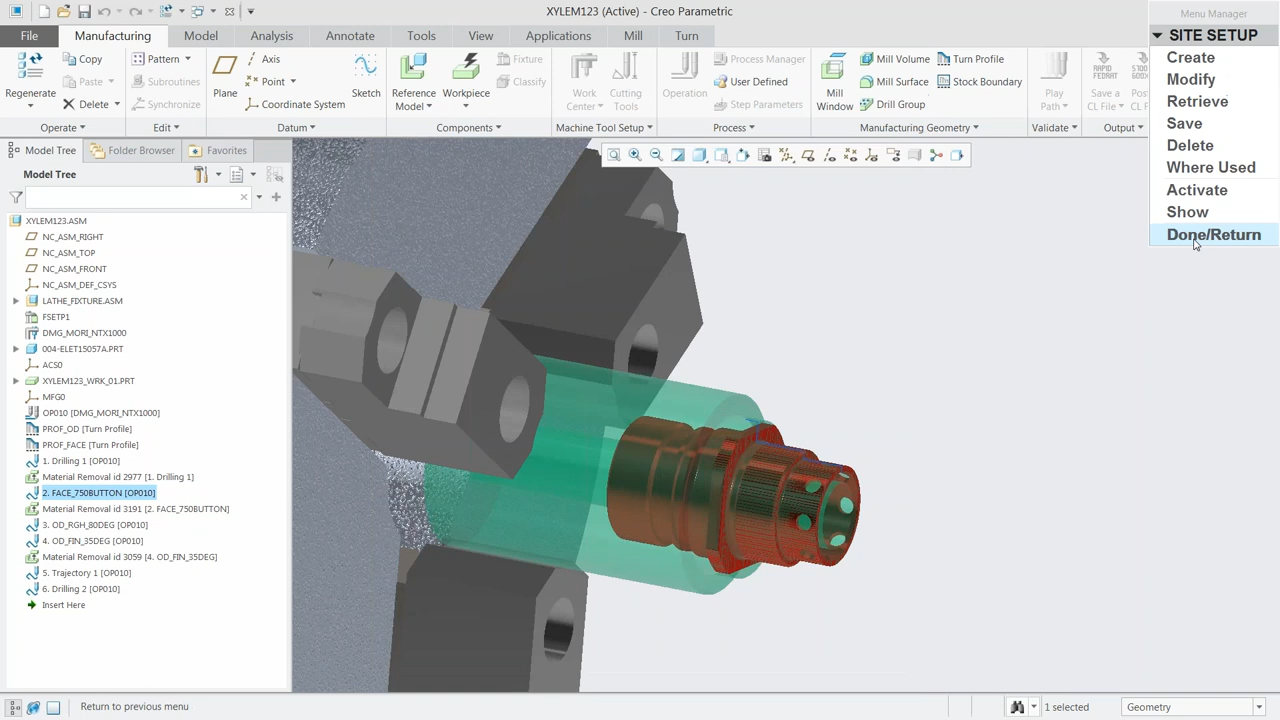 XYLEM123 (Active) - Creo Parametric
File Manufacturing Model Analysis Annotate Tools View Applications Mill Turn
Regenerate
Copy
Paste
Delete
Operate
Pattern
Subroutines
Synchronize
Edit
Plane
Axis
Point
Coordinate System
Sketch
Datum
Reference Model
Workpiece
Fixture
Classify
Components
Work Center
Cutting Tools
Machine Tool Setup
Operation
Process Manager
User Defined
Step Parameters
Process
Mill Window
Mill Volume
Mill Surface
Drill Group
Turn Profile
Stock Boundary
Manufacturing Geometry
Play Path
Validate
Save a CL File
Output
Menu Manager
SITE SETUP
Create
Modify
Retrieve
Save
Delete
Where Used
Activate
Show
Done/Return
Model Tree Folder Browser Favorites
Model Tree
XYLEM123.ASM
NC_ASM_RIGHT
NC_ASM_TOP
NC_ASM_FRONT
NC_ASM_DEF_CSYS
LATHE_FIXTURE.ASM
FSETP1
DMG_MORI_NTX1000
004-ELET15057A.PRT
ACS0
XYLEM123_WRK_01.PRT
MFG0
OP010 [DMG_MORI_NTX1000]
PROF_OD [Turn Profile]
PROF_FACE [Turn Profile]
1. Drilling 1 [OP010]
Material Removal id 2977 [1. Drilling 1]
2. FACE_750BUTTON [OP010]
Material Removal id 3191 [2. FACE_750BUTTON]
3. OD_RGH_80DEG [OP010]
4. OD_FIN_35DEG [OP010]
Material Removal id 3059 [4. OD_FIN_35DEG]
5. Trajectory 1 [OP010]
6. Drilling 2 [OP010]
Insert Here
Return to previous menu
1 selected
Geometry